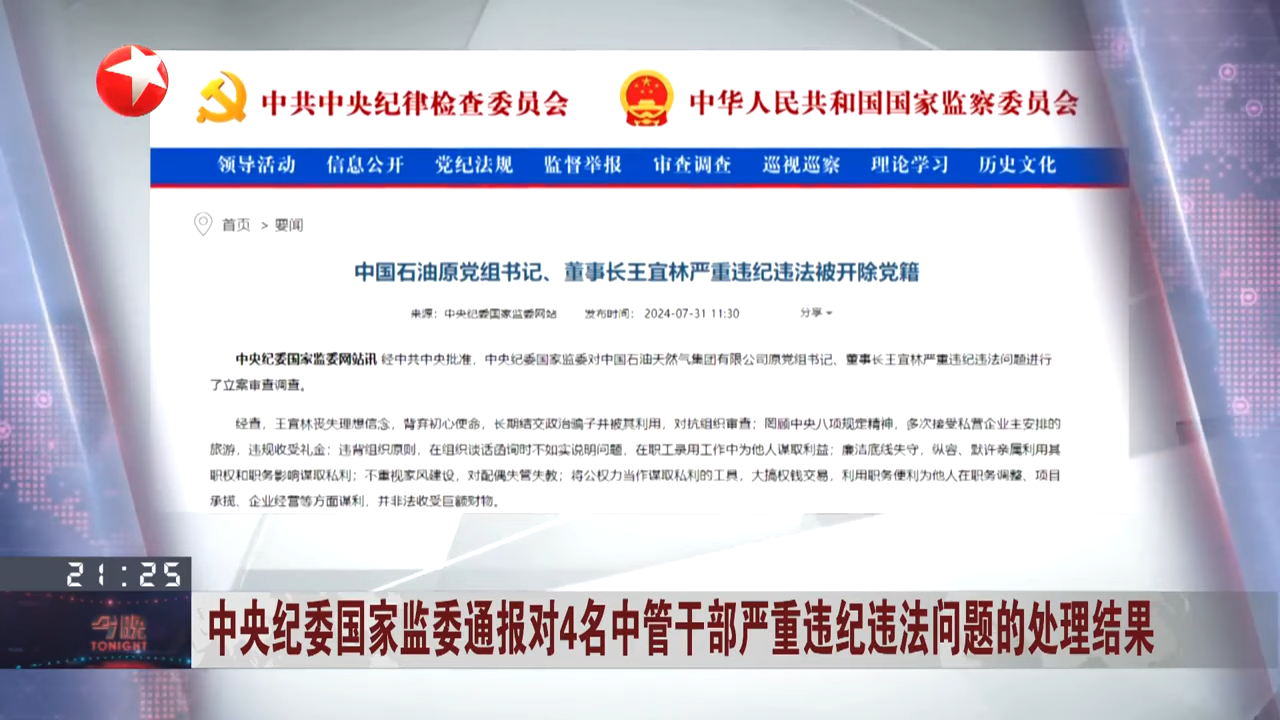 中共中央纪律检查委员会 中华人民共和国国家监察委员会
领导活动 信息公开 党纪法规 监督举报 审查调查 巡视巡察 理论学习 历史文化
首页 > 要闻
中国石油原党组书记、董事长王宜林严重违纪违法被开除党籍
来源：中央纪委国家监委网站 发布时间：2024-07-31 11:30 分享
中央纪委国家监委网站讯 经中共中央批准，中央纪委国家监委对中国石油天然气集团有限公司原党组书记、董事长王宜林严重违纪违法问题进行
了立案审查调查。
经查，王宜林丧失理想信念，背弃初心使命，长期结交政治骗子并被其利用，对抗组织审查；罔顾中央八项规定精神，多次接受私营企业主安排的
旅游，违规收受礼金；违背组织原则，在组织谈话函询时不如实说明问题，在职工录用工作中为他人谋取利益；廉洁底线失守，纵容、默许亲属利用其
职权和职务影响谋取私利；不重视家风建设，对配偶失管失教；将公权力当作谋取私利的工具，大搞权钱交易，利用职务便利为他人在职务调整、项目
承揽、企业经营等方面谋利，并非法收受巨额财物。
21:25
今晚
TONIGHT
中央纪委国家监委通报对4名中管干部严重违纪违法问题的处理结果